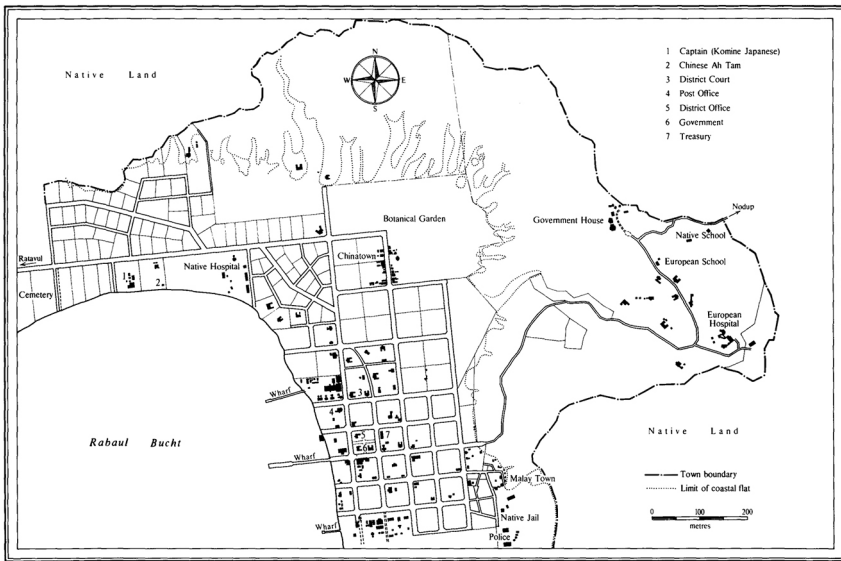 Native Land
N
W E
S
1 Captain (Komine Japanese)
2 Chinese Ah Tam
3 District Court
4 Post Office
5 District Office
6 Government
7 Treasury
Botanical Garden
Government House
Nodup
Native School
European School
Ratavul
Native Hospital
Chinatown
Cemetery
1
2
European
Hospital
Wharf
3
4
Rabaul Bucht
5
7
6
Wharf
4
Native Land
Malay Town
Town boundary
Limit of coastal flat
Native Jail
0 100 200
metres
Wharf
Police